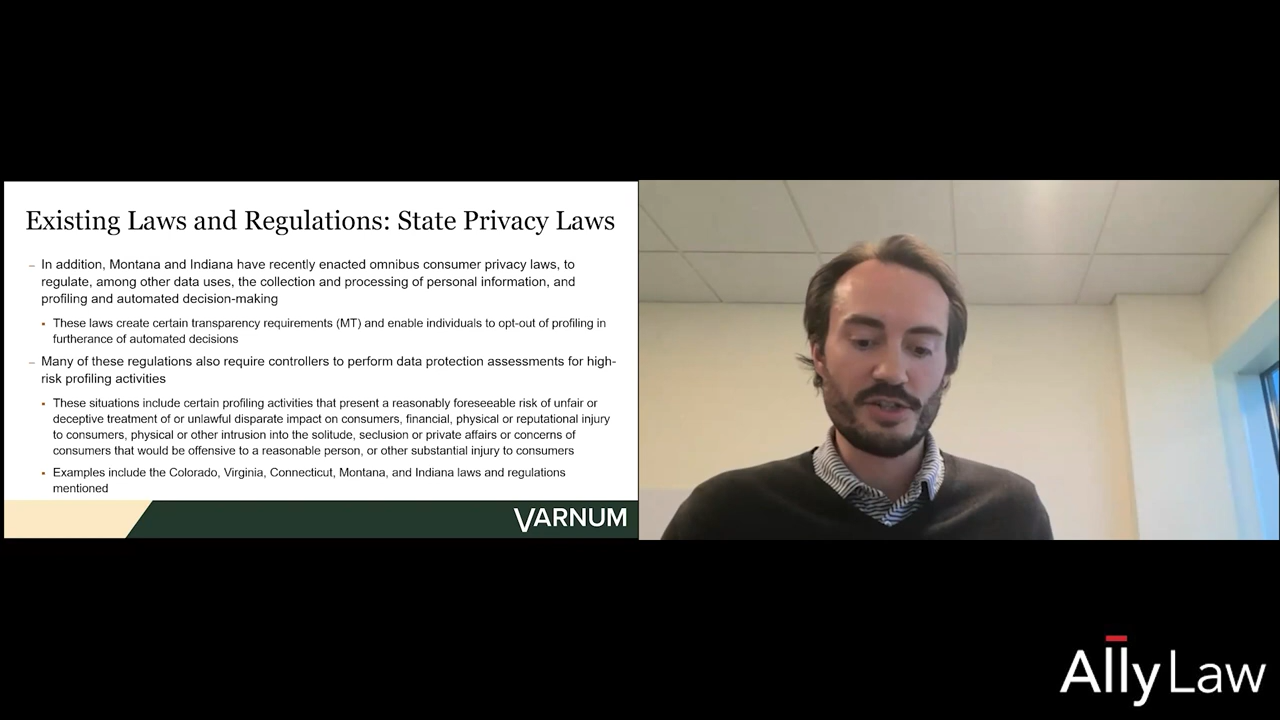 Existing Laws and Regulations: State Privacy Laws
– In addition, Montana and Indiana have recently enacted omnibus consumer privacy laws, to
regulate, among other data uses, the collection and processing of personal information, and
profiling and automated decision-making
▪ These laws create certain transparency requirements (MT) and enable individuals to opt-out of profiling in
furtherance of automated decisions
– Many of these regulations also require controllers to perform data protection assessments for high-
risk profiling activities
▪ These situations include certain profiling activities that present a reasonably foreseeable risk of unfair or
deceptive treatment of or unlawful disparate impact on consumers, financial, physical or reputational injury
to consumers, physical or other intrusion into the solitude, seclusion or private affairs or concerns of
consumers that would be offensive to a reasonable person, or other substantial injury to consumers
▪ Examples include the Colorado, Virginia, Connecticut, Montana, and Indiana laws and regulations
mentioned
VARNUM
Ally Law